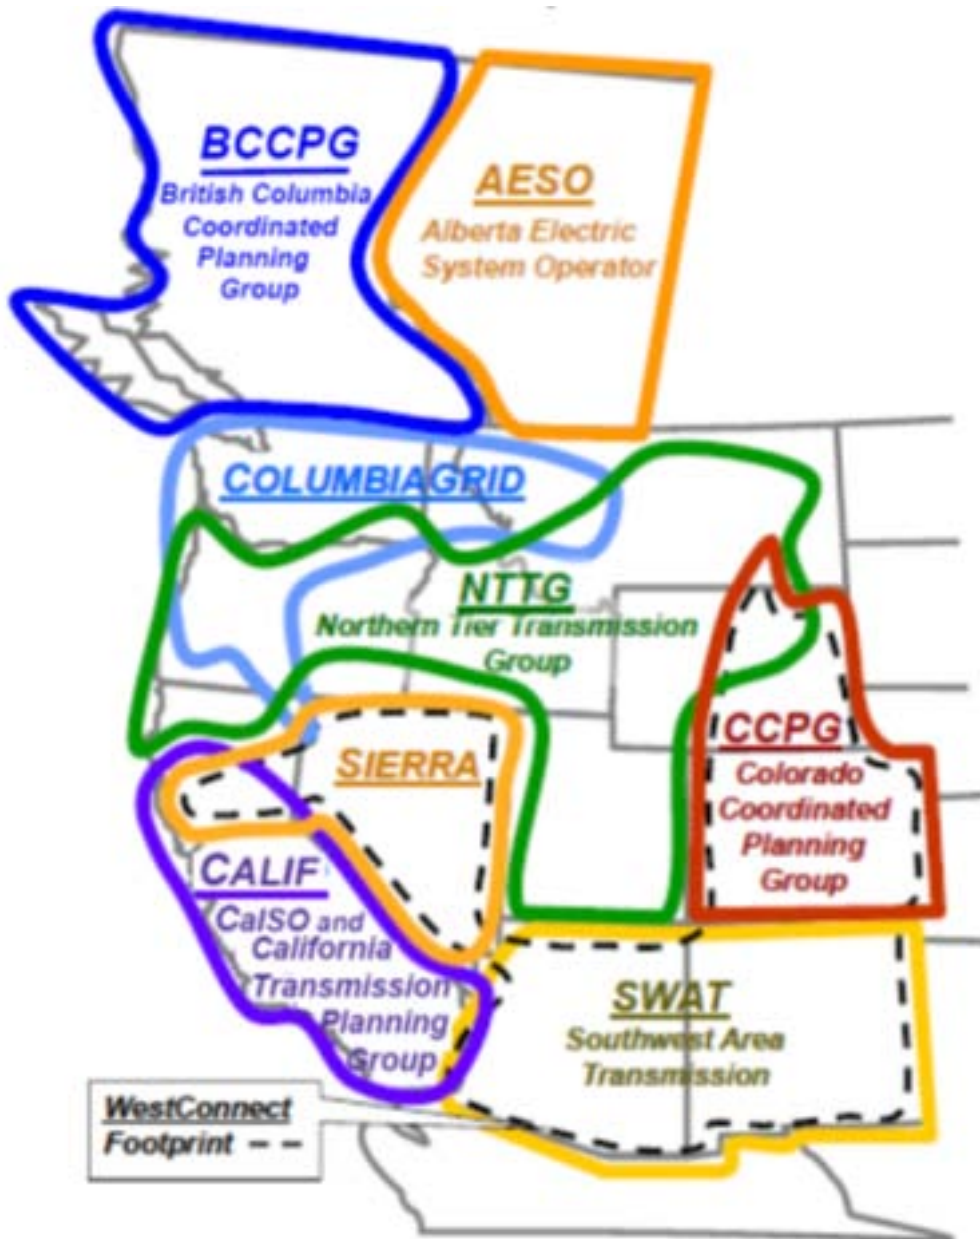 BCCPG
British Columbia
Coordinated
Planning
Group
AESO
Alberta Electric
System Operator
COLUMBIAGRID
NTTG
Northern Tier Transmission
Group
SIERRA
CCPG
Colorado
Coordinated
Planning
Group
CALIF
CalSO and
California
Transmission
Planning
Group
SWAT
Southwest Area
Transmission
WestConnect
Footprint